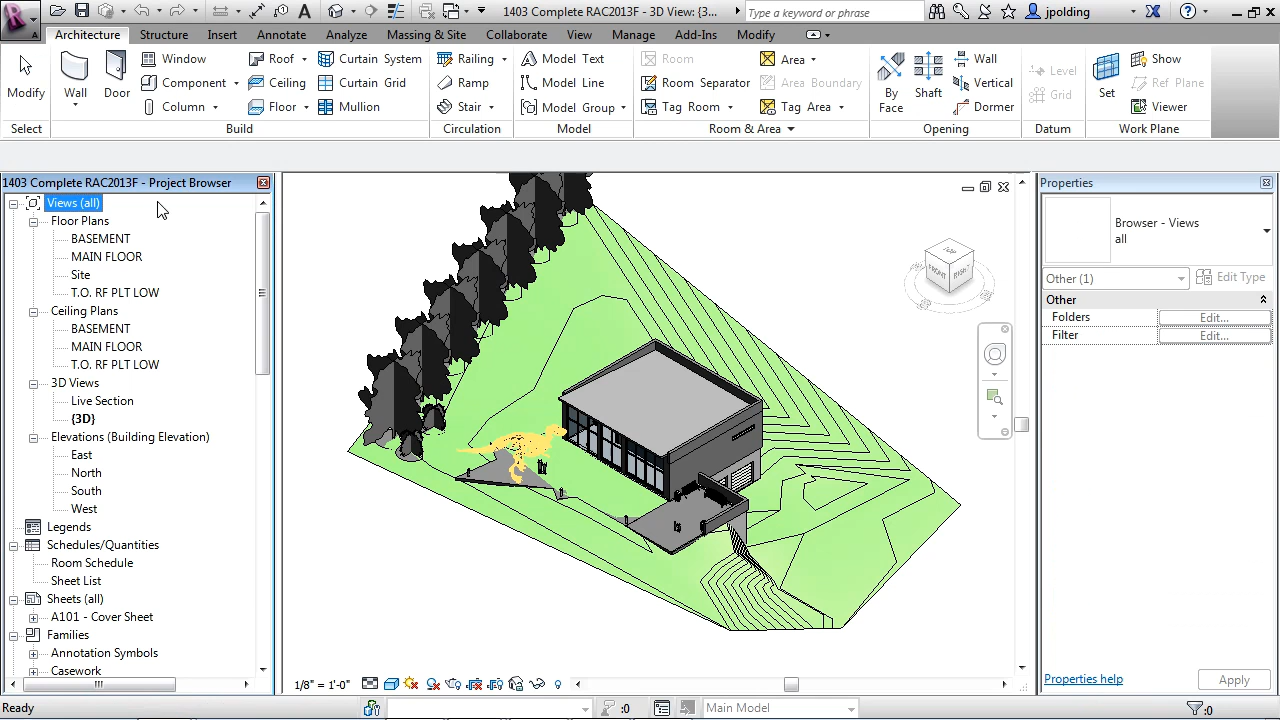 1403 Complete RAC2013F - 3D View: {3...
Type a keyword or phrase
jpolding
Architecture Structure Insert Annotate Analyze Massing & Site Collaborate View Manage Add-Ins Modify
Modify
Wall
Door
Window
Component
Column
Roof
Ceiling
Floor
Curtain System
Curtain Grid
Mullion
Railing
Ramp
Stair
Model Text
Model Line
Model Group
Room
Room Separator
Tag Room
Area
Area Boundary
Tag Area
By Face
Shaft
Wall
Vertical
Dormer
Level
Grid
Set
Show
Ref Plane
Viewer
Select Build Circulation Model Room & Area Opening Datum Work Plane
1403 Complete RAC2013F - Project Browser
Views (all)
Floor Plans
BASEMENT
MAIN FLOOR
Site
T.O. RF PLT LOW
Ceiling Plans
BASEMENT
MAIN FLOOR
T.O. RF PLT LOW
3D Views
Live Section
{3D}
Elevations (Building Elevation)
East
North
South
West
Legends
Schedules/Quantities
Room Schedule
Sheet List
Sheets (all)
A101 - Cover Sheet
Families
Annotation Symbols
Casework
TOP
FRONT
RIGHT
1/8" = 1'-0"
Properties
Browser - Views
all
Other (1)
Edit Type
Other
Folders Edit...
Filter Edit...
Properties help
Apply
Ready
:0
Main Model
:0